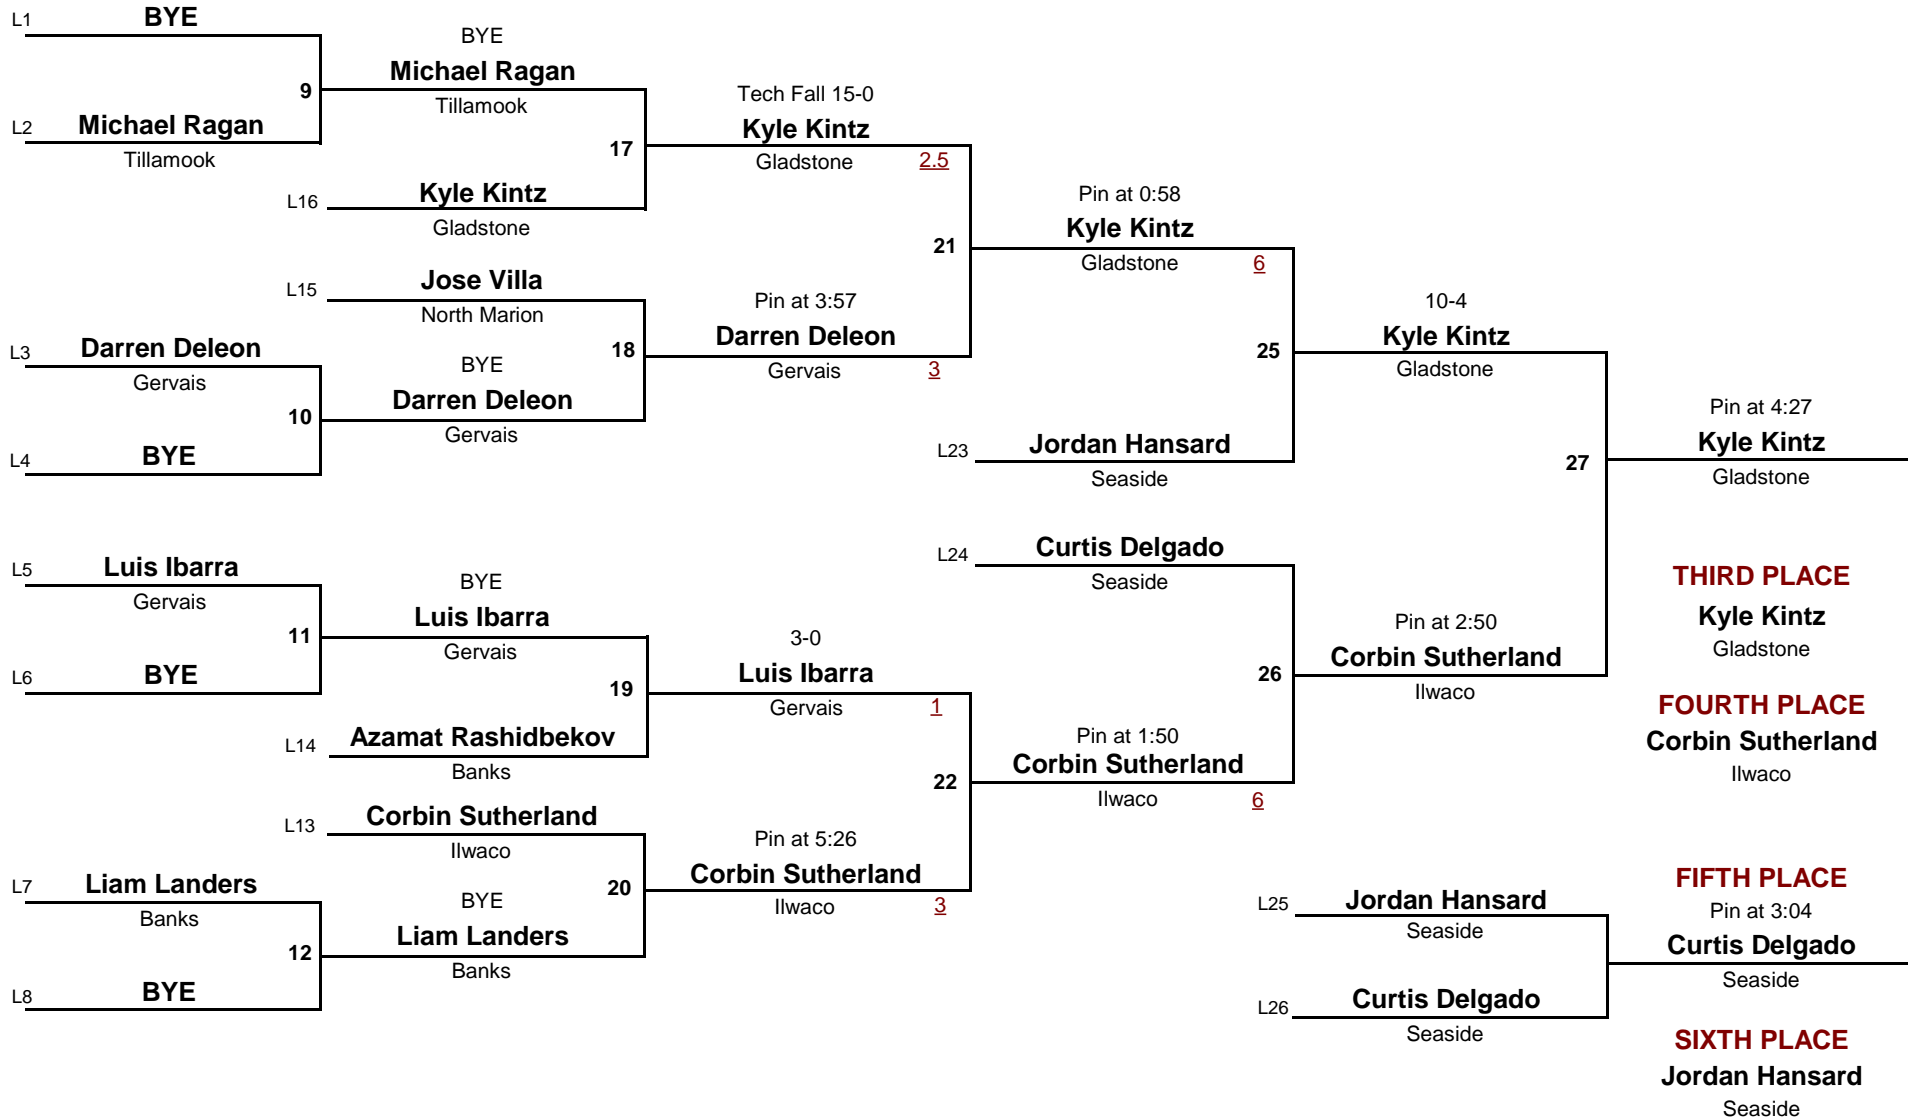 L1
BYE
9
L2
Michael Ragan
Tillamook
L3
Darren Deleon
Gervais
10
L4
BYE
L5
Luis Ibarra
Gervais
11
L6
BYE
L7
Liam Landers
Banks
12
L8
BYE
BYE
Michael Ragan
Tillamook
17
L16
Kyle Kintz
Gladstone
L15
Jose Villa
North Marion
18
BYE
Darren Deleon
Gervais
BYE
Luis Ibarra
Gervais
19
L14
Azamat Rashidbekov
Banks
L13
Corbin Sutherland
Ilwaco
20
BYE
Liam Landers
Banks
Tech Fall 15-0
Kyle Kintz
Gladstone
2.5
21
Pin at 3:57
Darren Deleon
Gervais
3
3-0
Luis Ibarra
Gervais
1
22
Pin at 5:26
Corbin Sutherland
Ilwaco
3
Pin at 0:58
Kyle Kintz
Gladstone
6
25
L23
Jordan Hansard
Seaside
L24
Curtis Delgado
Seaside
26
Pin at 1:50
Corbin Sutherland
Ilwaco
6
10-4
Kyle Kintz
Gladstone
27
Pin at 2:50
Corbin Sutherland
Ilwaco
L25
Jordan Hansard
Seaside
L26
Curtis Delgado
Seaside
Pin at 4:27
Kyle Kintz
Gladstone
THIRD PLACE
Kyle Kintz
Gladstone
FOURTH PLACE
Corbin Sutherland
Ilwaco
FIFTH PLACE
Pin at 3:04
Curtis Delgado
Seaside
SIXTH PLACE
Jordan Hansard
Seaside